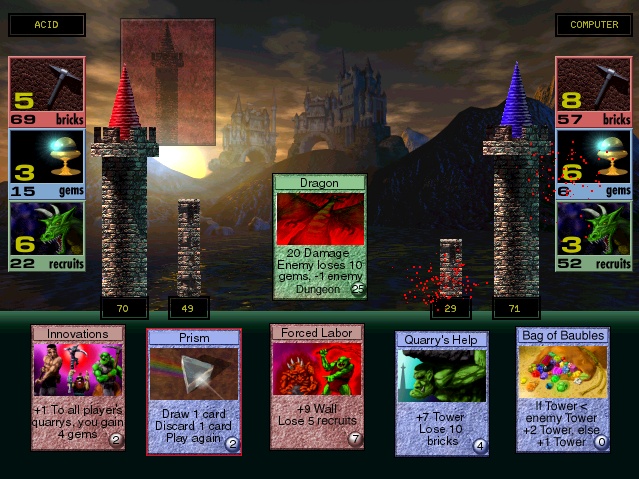 ACID
COMPUTER
5
69 bricks
3
15 gems
6
22 recruits
8
57 bricks
6
6 gems
3
52 recruits
Dragon
20 Damage
Enemy loses 10
gems, -1 enemy
Dungeon 25
70
49
29
71
Innovations
+1 To all players
quarrys, you gain
4 gems
2
Prism
Draw 1 card
Discard 1 card
Play again
2
Forced Labor
+9 Wall
Lose 5 recruits
7
Quarry's Help
+7 Tower
Lose 10
bricks
4
Bag of Baubles
If Tower <
enemy Tower
+2 Tower, else
+1 Tower
0